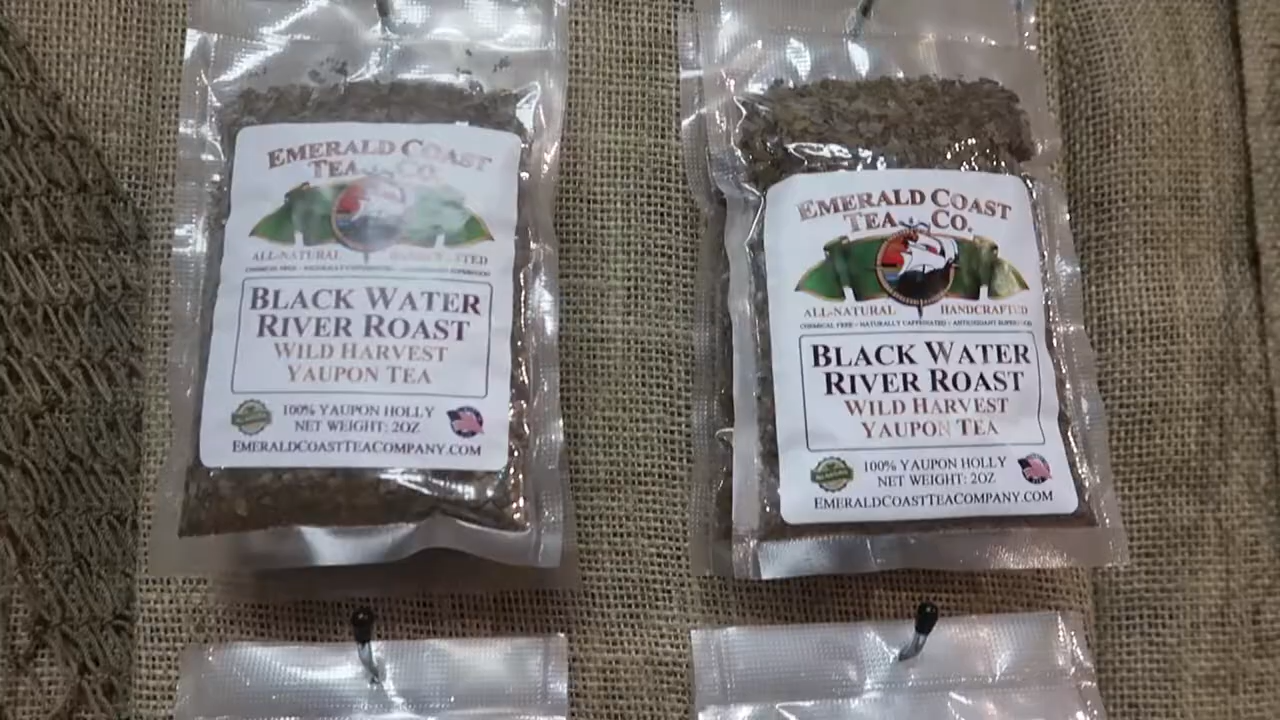 EMERALD COAST
TEA CO.
ALL-NATURAL
BLACK WATER
RIVER ROAST
WILD HARVEST
YAUPON TEA
100% YAUPON HOLLY
NET WEIGHT: 2OZ
EMERALDCOASTTEACOMPANY.COM
EMERALD COAST
TEA CO.
ALL-NATURAL HANDCRAFTED
CHEMICAL FREE - NATURALLY CAFFEINATED - ANTIOXIDANT SUPERFOOD
BLACK WATER
RIVER ROAST
WILD HARVEST
YAUPON TEA
100% YAUPON HOLLY
NET WEIGHT: 2OZ
EMERALDCOASTTEACOMPANY.COM